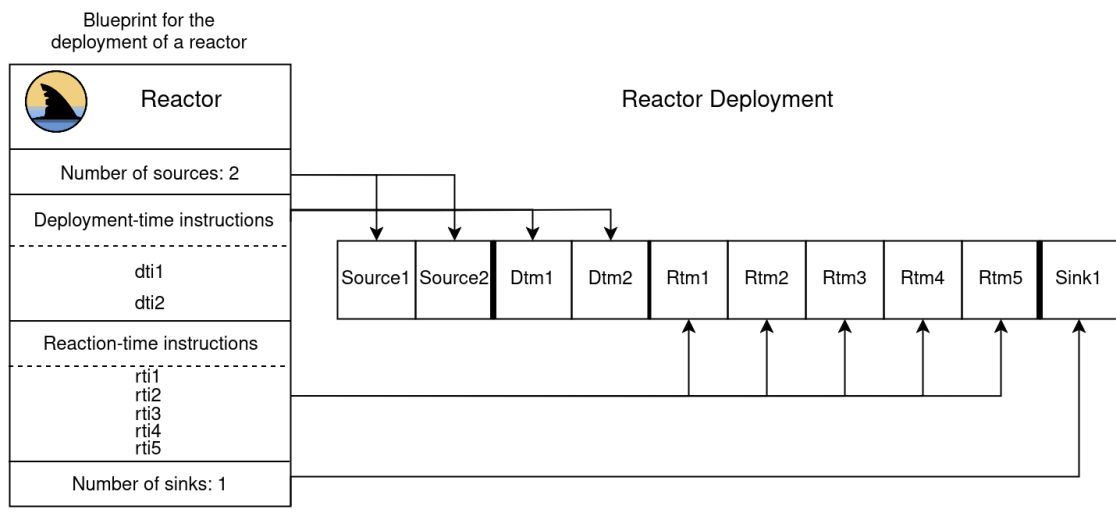 Blueprint for the
deployment of a reactor
Reactor
Reactor Deployment
Number of sources: 2
Deployment-time instructions
dti1
dti2
Source1 Source2 Dtm1 Dtm2 Rtm1 Rtm2 Rtm3 Rtm4 Rtm5 Sink1
Reaction-time instructions
rti1
rti2
rti3
rti4
rti5
Number of sinks: 1